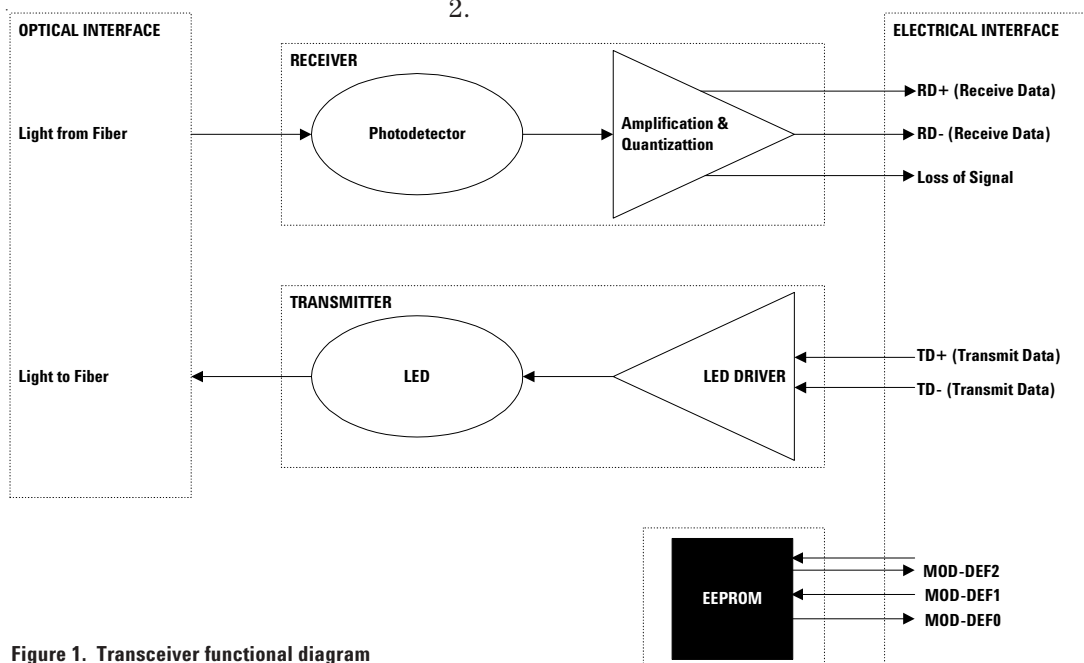 2.
OPTICAL INTERFACE
ELECTRICAL INTERFACE
RECEIVER
RD+ (Receive Data)
Light from Fiber
Photodetector
Amplification &
Quantizattion
RD- (Receive Data)
Loss of Signal
TRANSMITTER
TD+ (Transmit Data)
Light to Fiber
LED
LED DRIVER
TD- (Transmit Data)
EEPROM
MOD-DEF2
MOD-DEF1
MOD-DEF0
Figure 1. Transceiver functional diagram